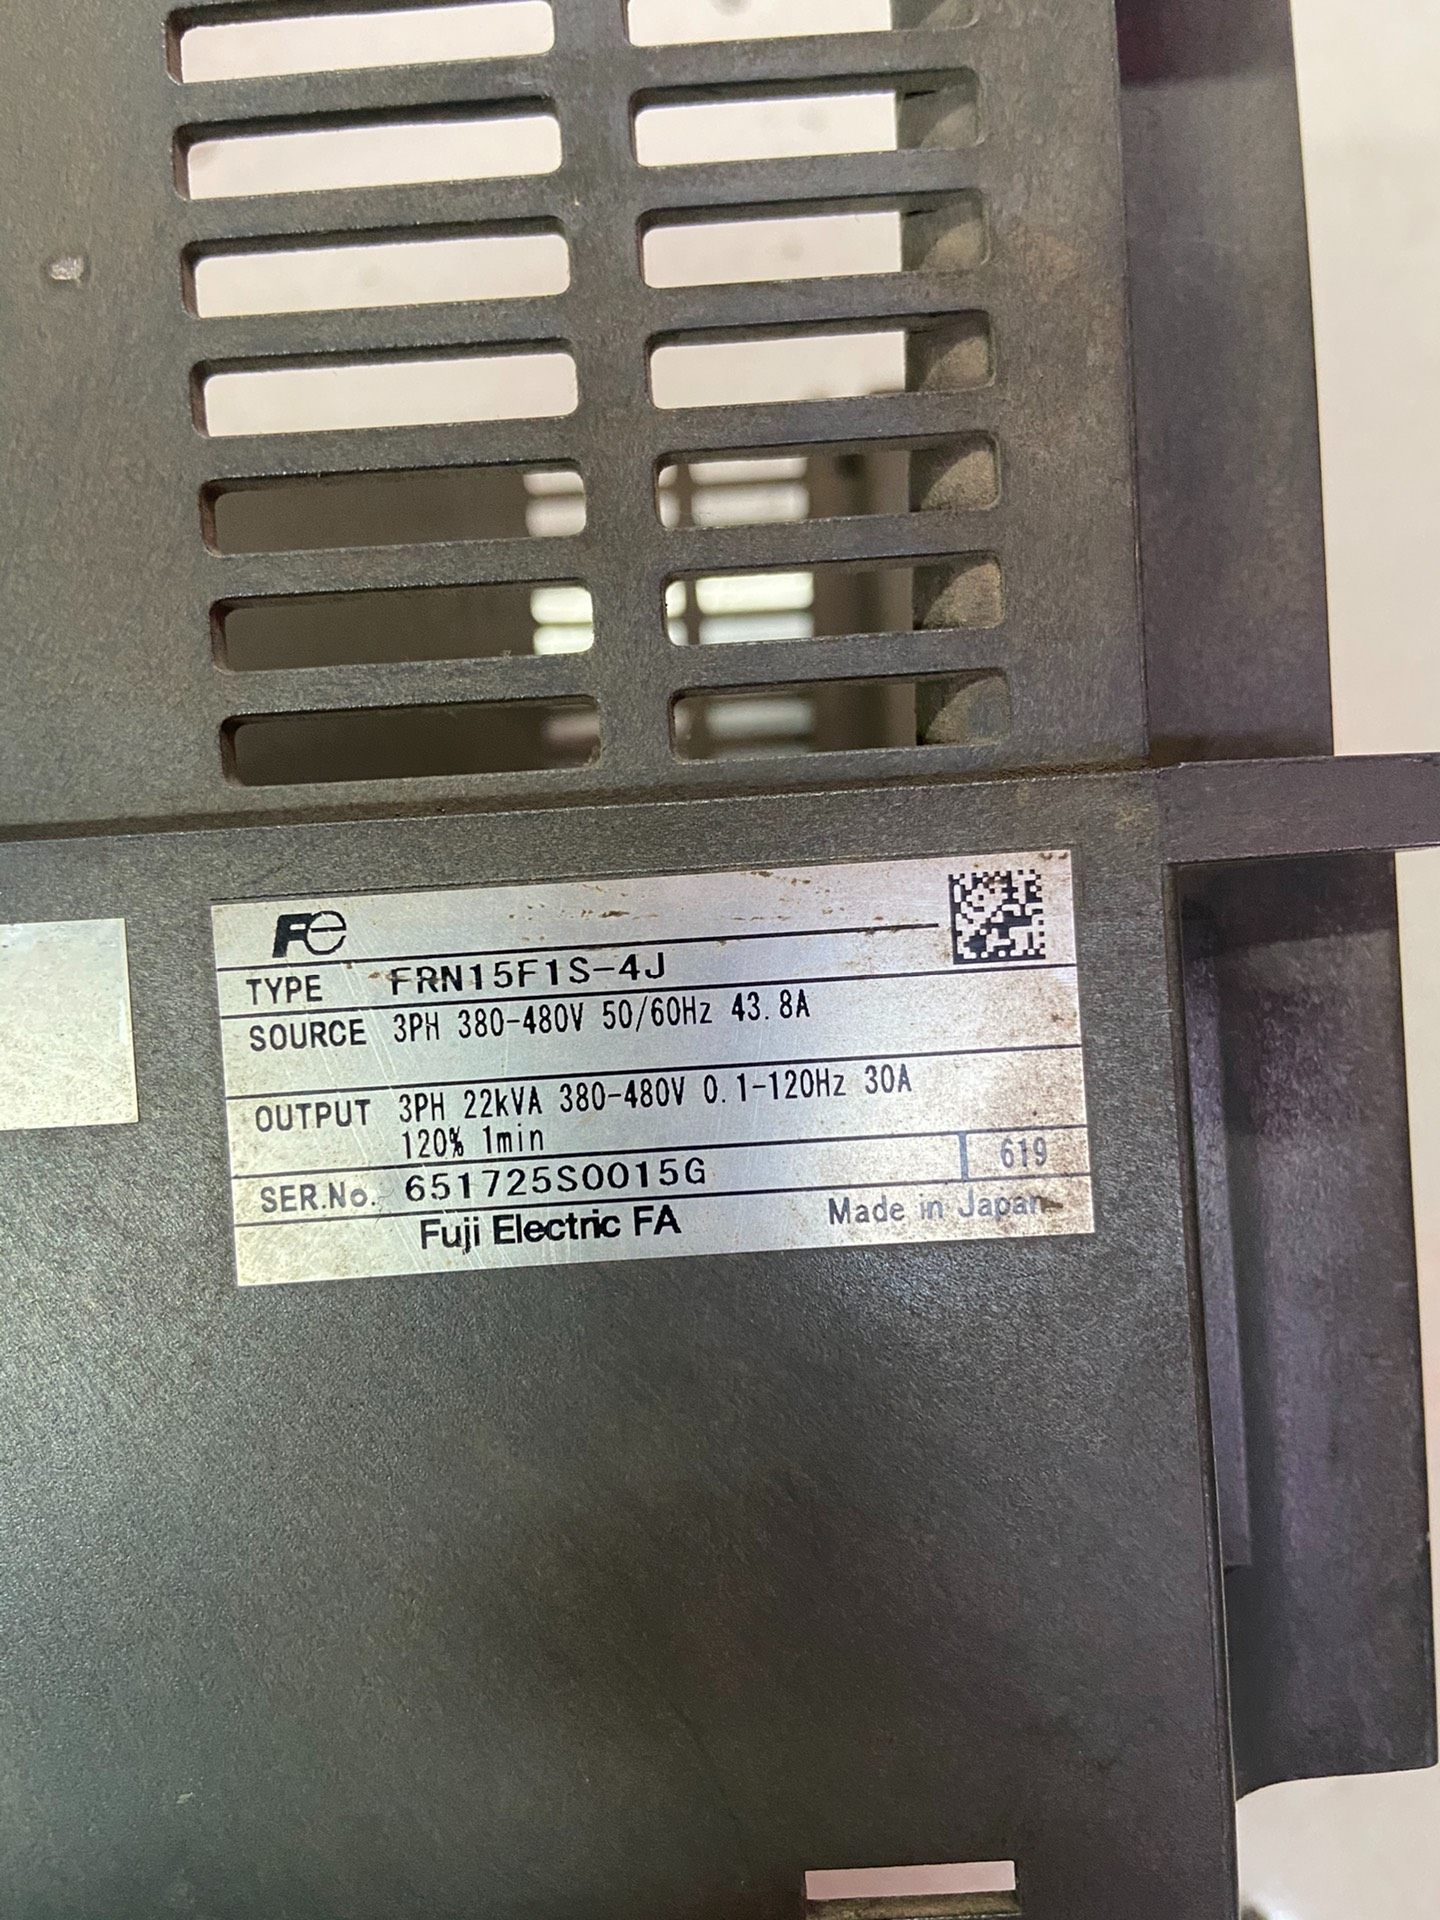 Fe
TYPE FRN15F1S-4J
SOURCE 3PH 380-480V 50/60Hz 43.8A
OUTPUT 3PH 22kVA 380-480V 0.1-120Hz 30A
120% 1min
619
SER.No. 651725S0015G
Fuji Electric FA Made in Japan